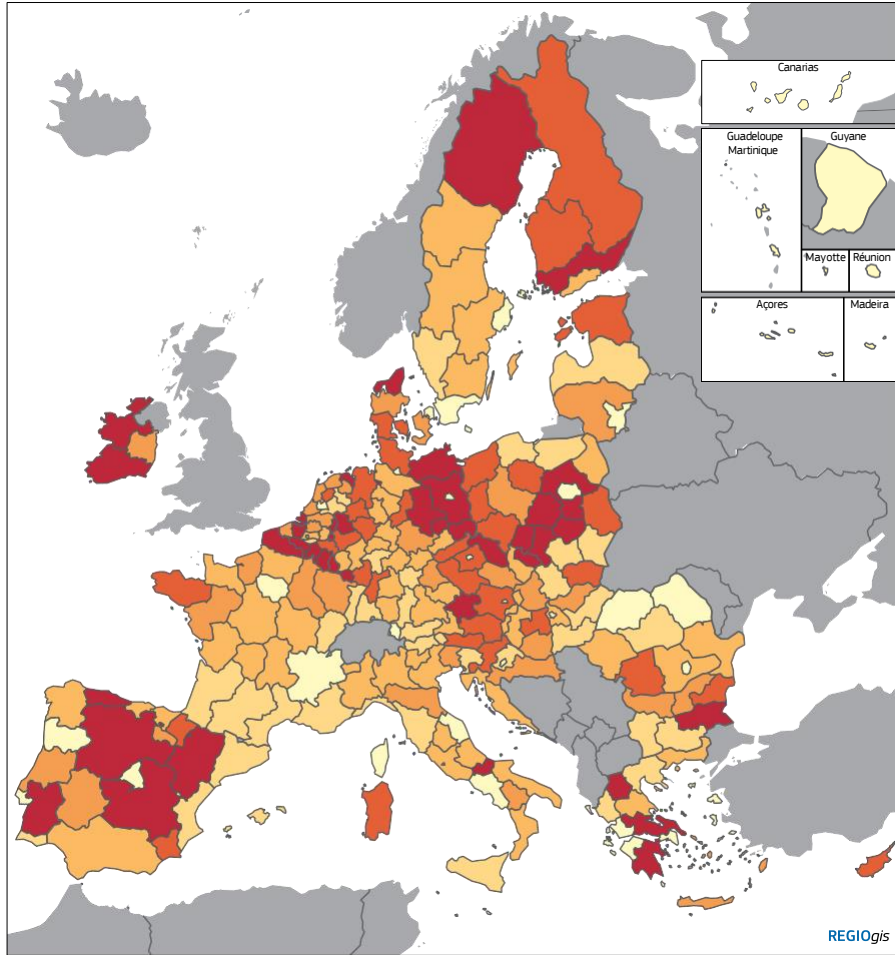 Canarias
Guadeloupe
Martinique
Guyane
Mayotte
Réunion
Açores
Madeira
REGIOgis